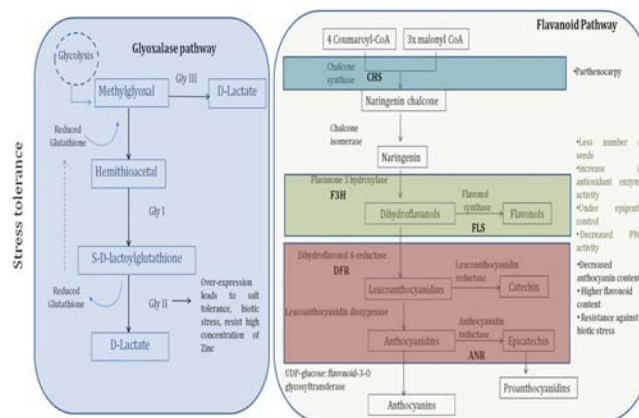 Stress tolerance
Glyoxalase pathway
Glycolysis
Methylglyoxal
Gly III
D-Lactate
Reduced
Glutathione
Hemithioacetal
Gly I
S-D-lactoylglutathione
Reduced
Glutathione
Gly II
Over-expression
leads to salt
tolerance, biotic
stress, resist high
concentration of
Zinc
D-Lactate
Flavanoid Pathway
4 Coumaroyl-CoA
3x malonyl CoA
Chalcone
synthase
CHS
•Parthenocarpy
Naringenin chalcone
Chalcone
isomerase
Naringenin
Flavanone 3 hydroxylase
F3H
Dihydroflavanols
Flavonol
synthase
FLS
Flavonols
•Less number
seeds
•increase
antioxidant
activity
•Under
control
•Decreased
activity
Dihydroflavonol 4-reductase
DFR
Leucoanthocyanidins
Leucoanthocyanidin
reductase
Catechin
Leucoanthocyanidin dioxygenase
Anthocyanidins
Anthocyanidin
reductase
ANR
Epicatechin
•Decreased
anthocyanin content
• Higher flavonoid
content
•Resistance against
biotic stress
UDP-glucose: flavonoid-3-O
glycosyltransferase
Anthocyanins
Proanthocyanidins